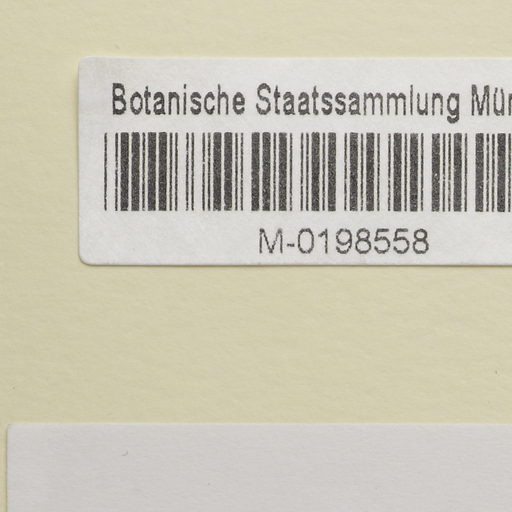 Botanische Staatssammlung Mün
M-0198558